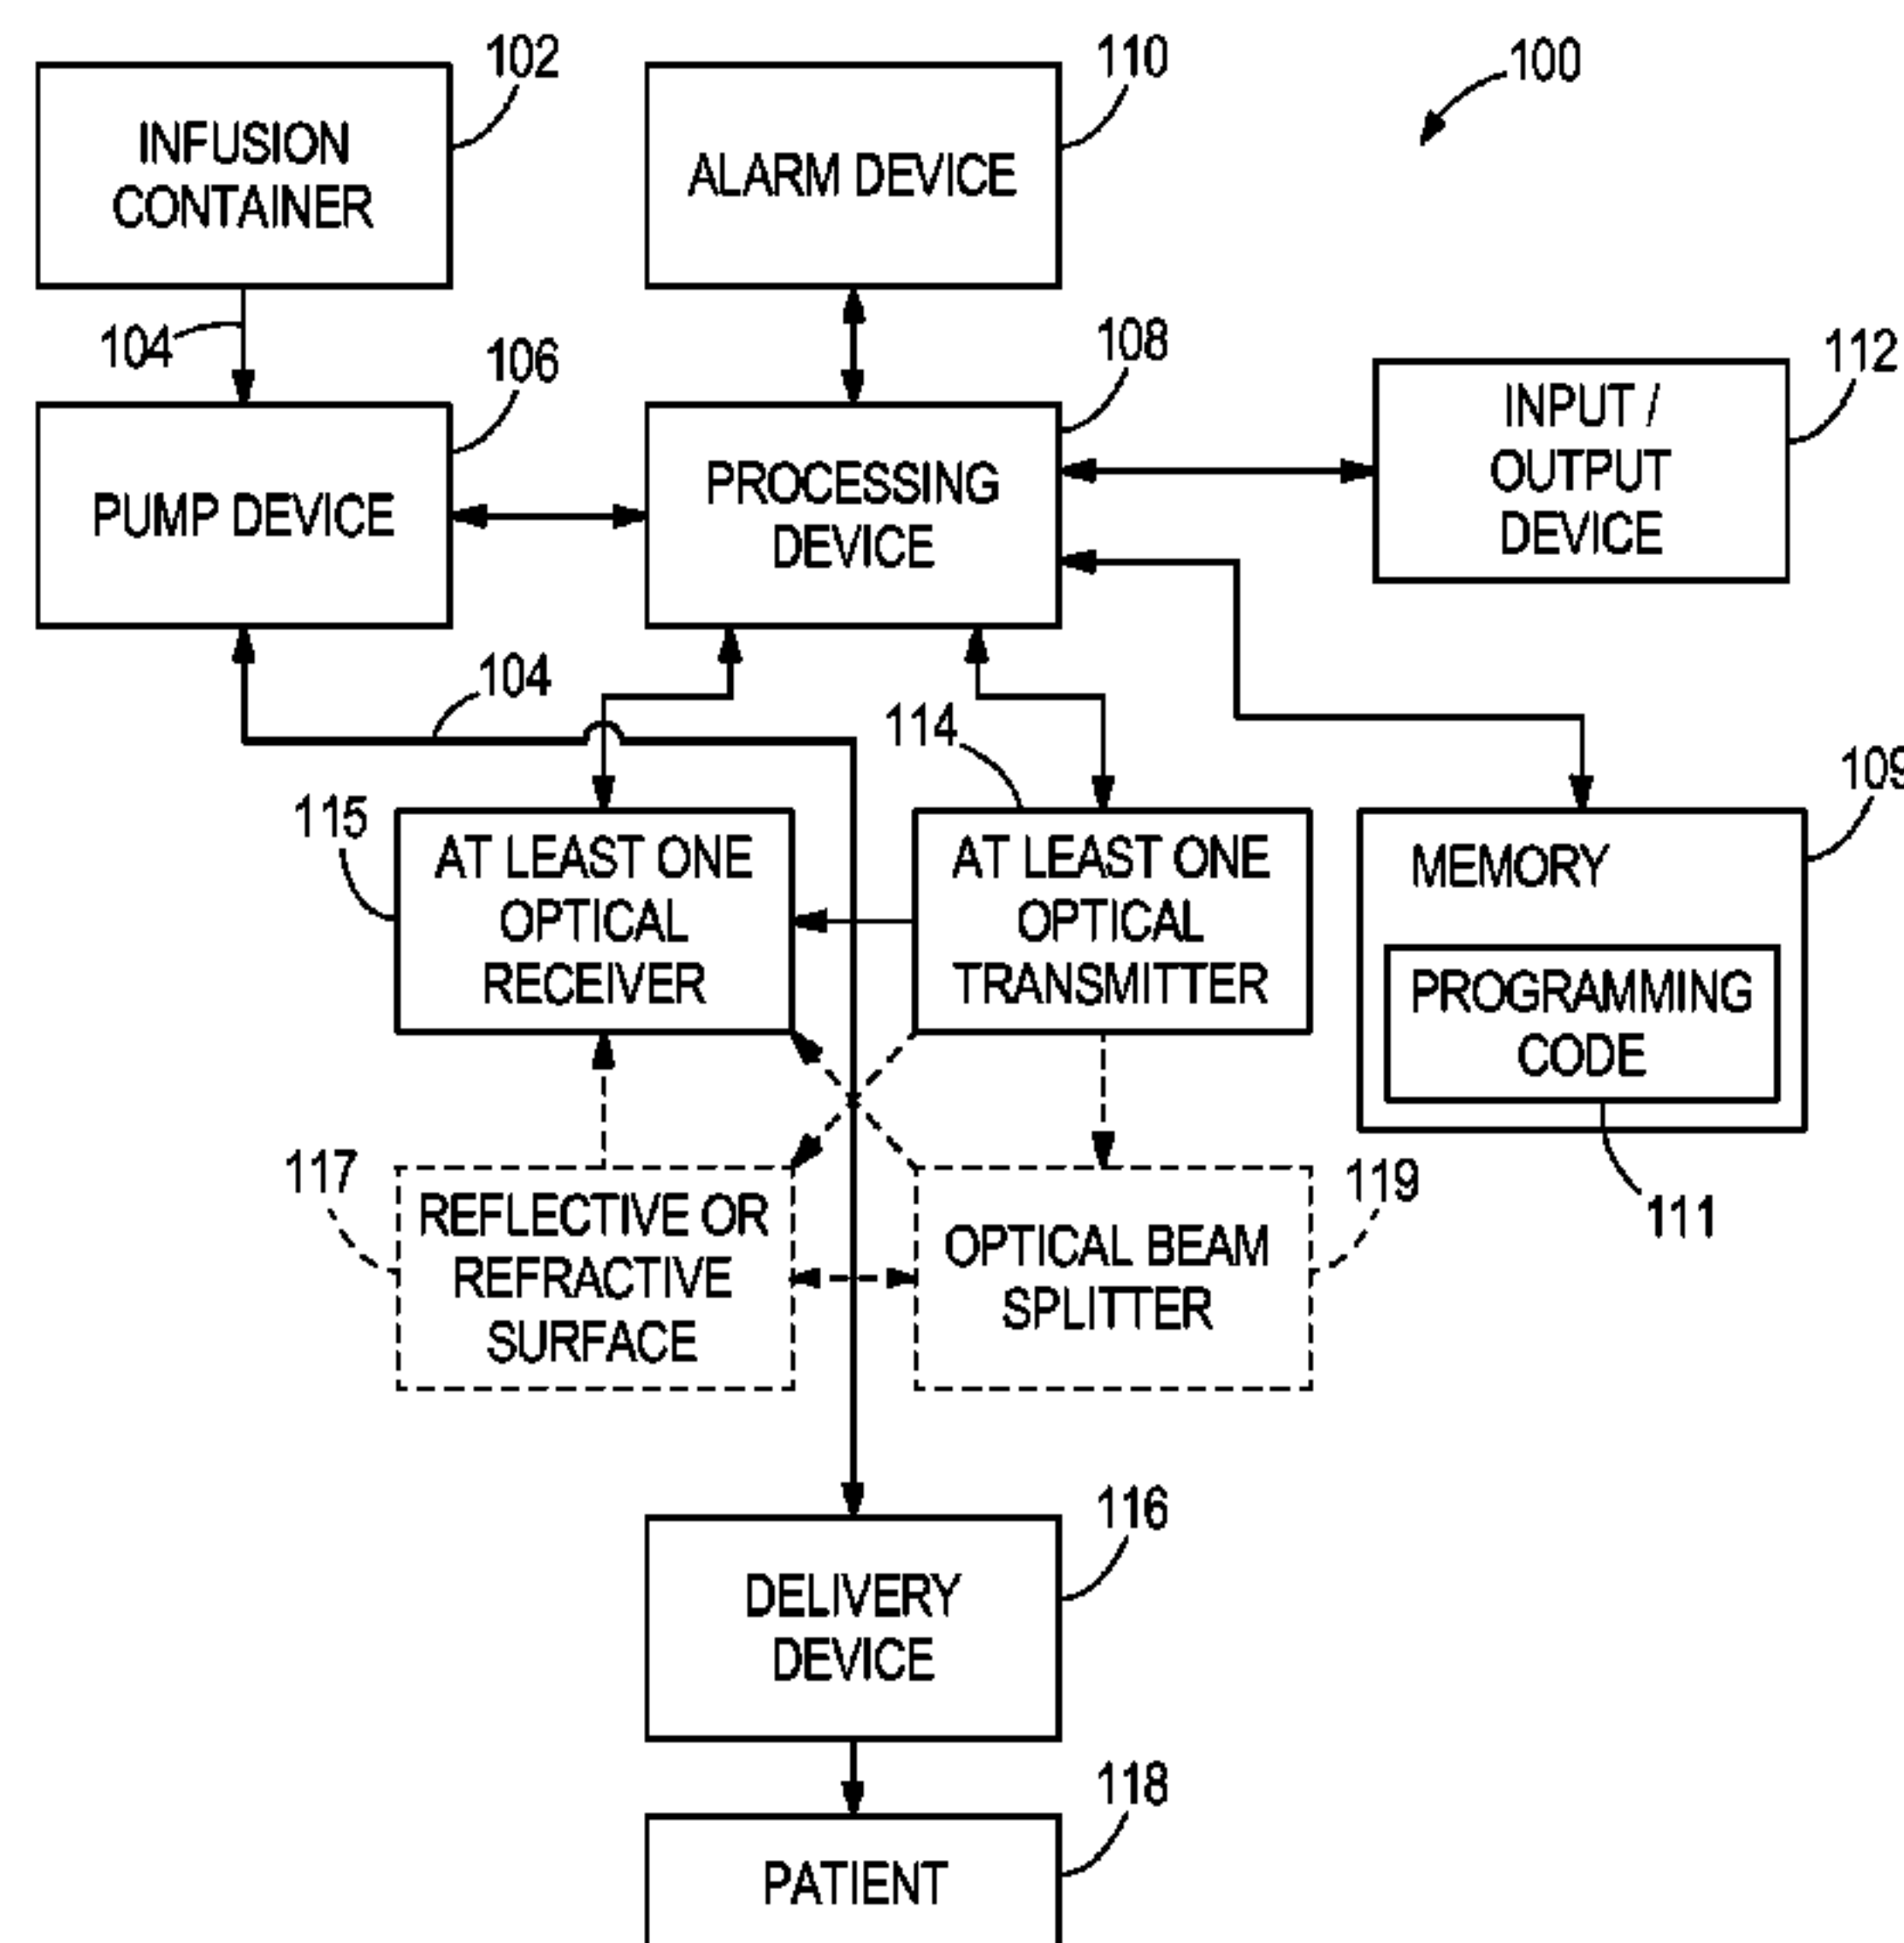 102
110
100
INFUSION
CONTAINER
ALARM DEVICE
104
106
108
112
INPUT /
OUTPUT
DEVICE
PUMP DEVICE
PROCESSING
DEVICE
104
114
109
115
AT LEAST ONE
OPTICAL
RECEIVER
AT LEAST ONE
OPTICAL
TRANSMITTER
MEMORY
PROGRAMMING
CODE
111
117
REFLECTIVE OR
REFRACTIVE
SURFACE
OPTICAL BEAM
SPLITTER
119
116
DELIVERY
DEVICE
118
PATIENT